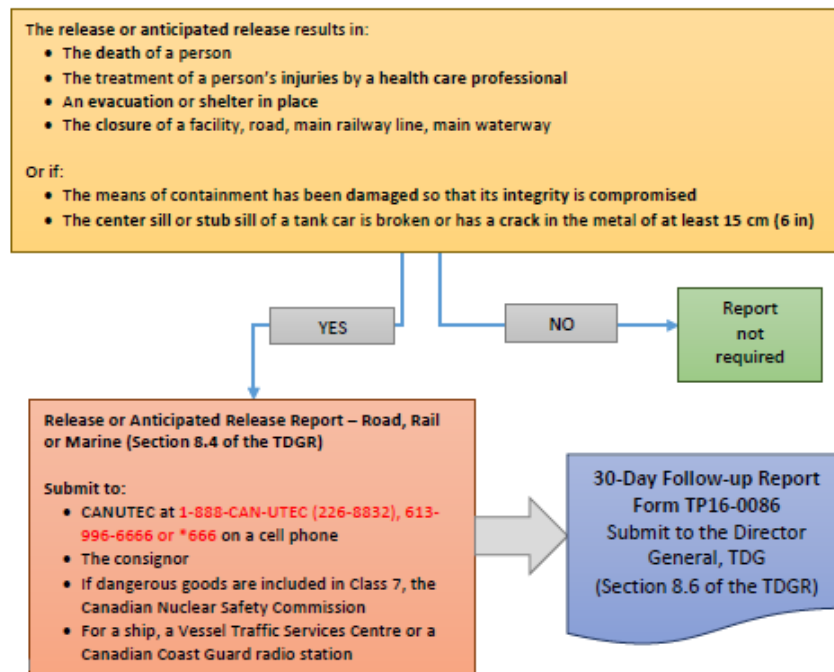 The release or anticipated release results in:
• The death of a person
• The treatment of a person's injuries by a health care professional
• An evacuation or shelter in place
• The closure of a facility, road, main railway line, main waterway
Or if:
• The means of containment has been damaged so that its integrity is compromised
• The center sill or stub sill of a tank car is broken or has a crack in the metal of at least 15 cm (6 in)
YES
NO
Report
not
required
Release or Anticipated Release Report – Road, Rail
or Marine (Section 8.4 of the TDGR)
Submit to:
• CANUTEC at 1-888-CAN-UTEC (226-8832), 613-
996-6666 or *666 on a cell phone
• The consignor
• If dangerous goods are included in Class 7, the
Canadian Nuclear Safety Commission
• For a ship, a Vessel Traffic Services Centre or a
Canadian Coast Guard radio station
30-Day Follow-up Report
Form TP16-0086
Submit to the Director
General, TDG
(Section 8.6 of the TDGR)